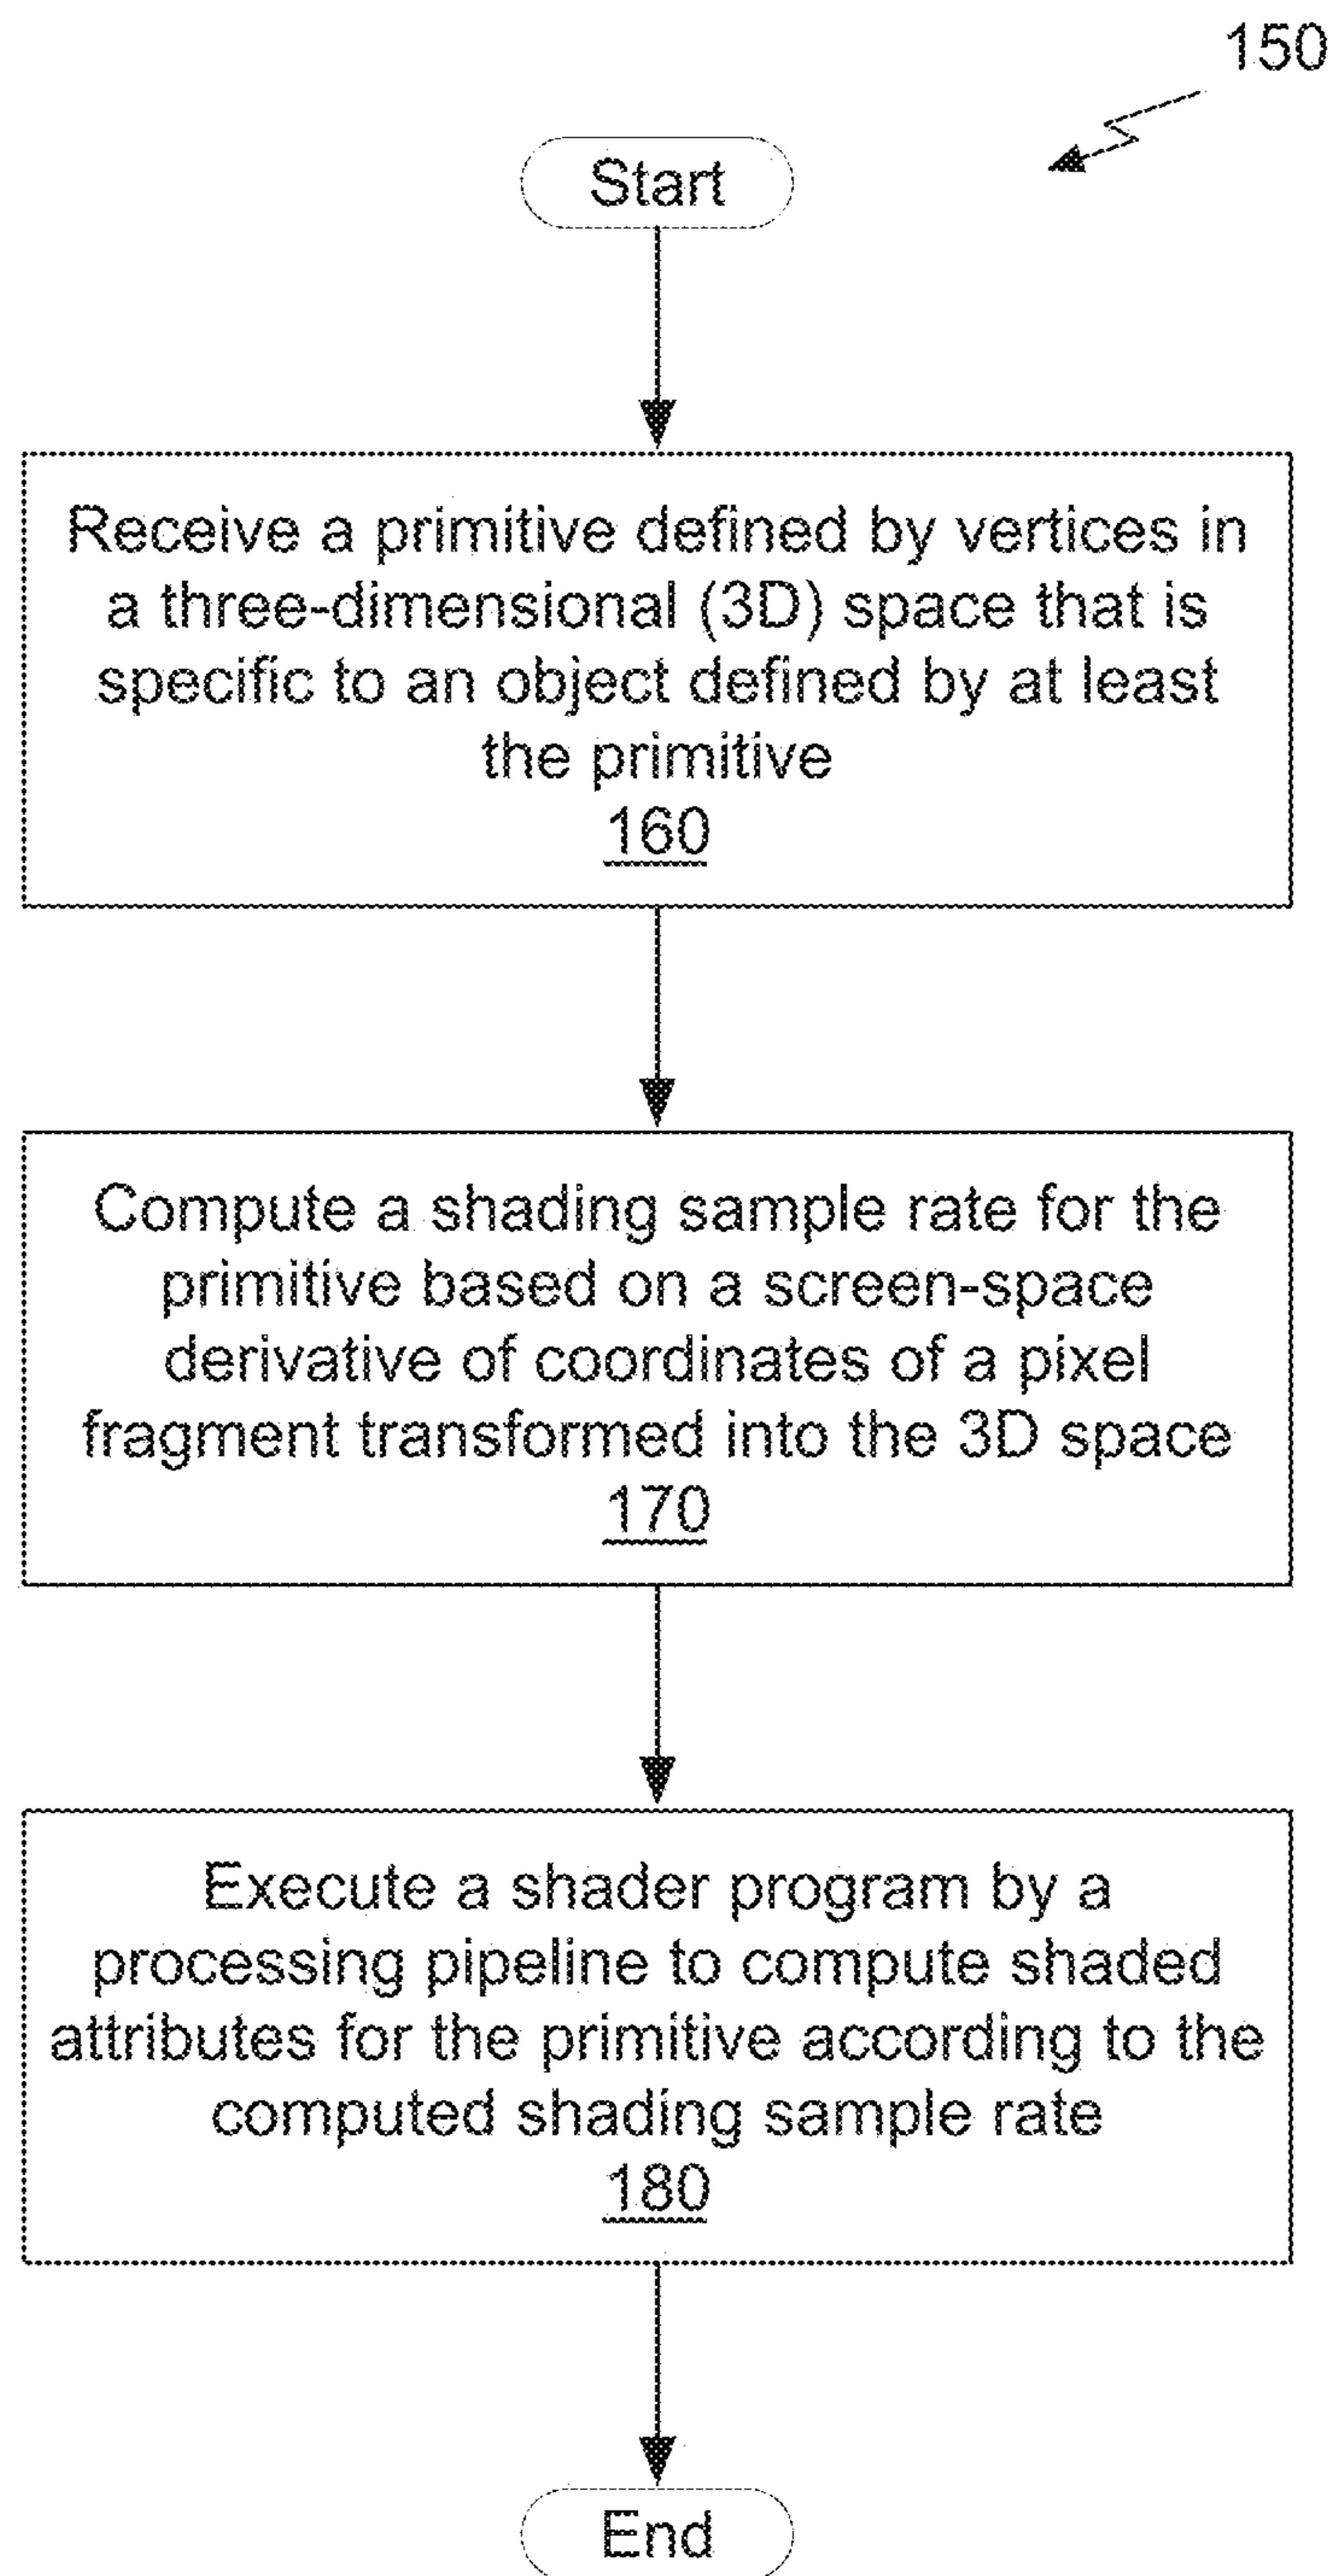 150
Start
Receive a primitive defined by vertices in
a three-dimensional (3D) space that is
specific to an object defined by at least
the primitive
160
Compute a shading sample rate for the
primitive based on a screen-space
derivative of coordinates of a pixel
fragment transformed into the 3D space
170
Execute a shader program by a
processing pipeline to compute shaded
attributes for the primitive according to the
computed shading sample rate
180
End